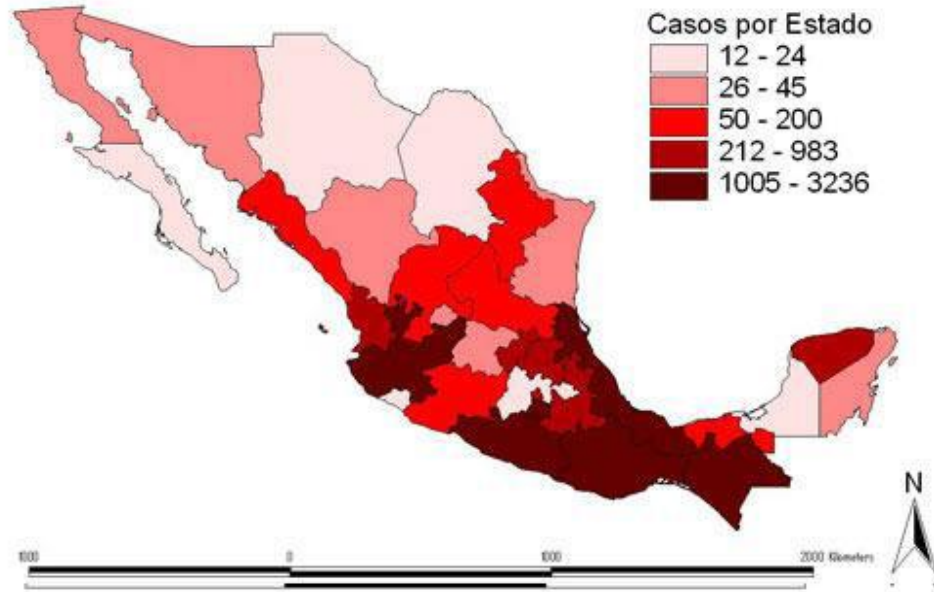 Casos por Estado
12 - 24
26 - 45
50 - 200
212 - 983
1005 - 3236
N
1000 0 1000 2000 Kilometers